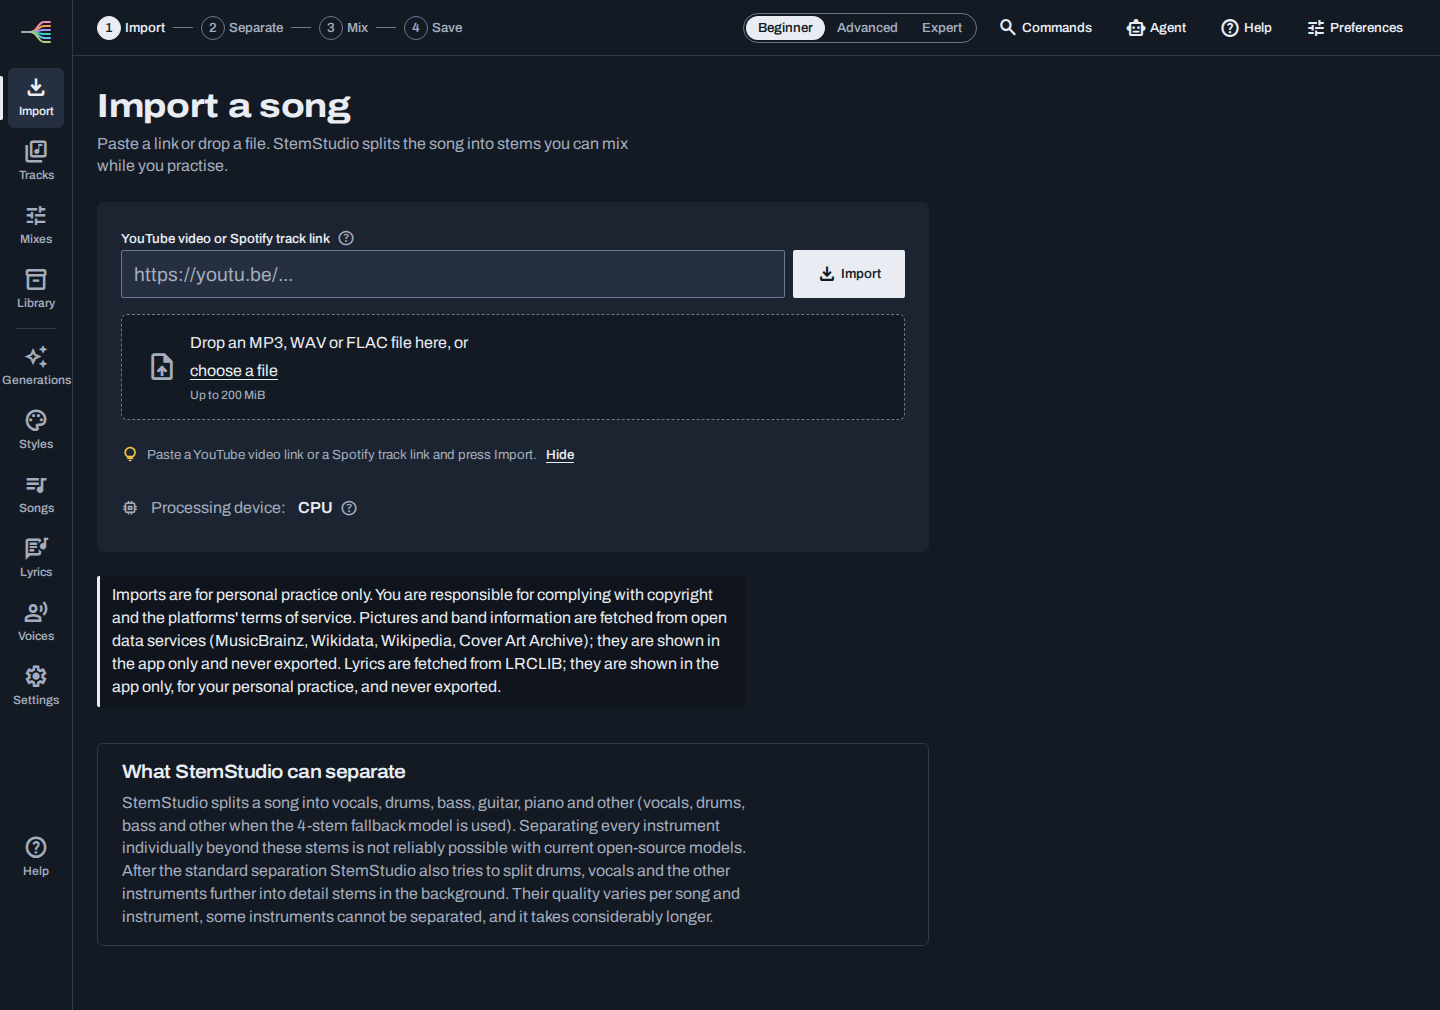 1 Import
2 Separate
3 Mix
4 Save
Beginner
Advanced
Expert
Commands
Agent
Help
Preferences
Import
Tracks
Mixes
Library
Generations
Styles
Songs
Lyrics
Voices
Settings
Help
Import a song
Paste a link or drop a file. StemStudio splits the song into stems you can mix
while you practise.
YouTube video or Spotify track link
https://youtu.be/...
Import
Drop an MP3, WAV or FLAC file here, or
choose a file
Up to 200 MiB
Paste a YouTube video link or a Spotify track link and press Import. Hide
Processing device: CPU
Imports are for personal practice only. You are responsible for complying with copyright
and the platforms' terms of service. Pictures and band information are fetched from open
data services (MusicBrainz, Wikidata, Wikipedia, Cover Art Archive); they are shown in
the app only and never exported. Lyrics are fetched from LRCLIB; they are shown in the
app only, for your personal practice, and never exported.
What StemStudio can separate
StemStudio splits a song into vocals, drums, bass, guitar, piano and other (vocals, drums,
bass and other when the 4-stem fallback model is used). Separating every instrument
individually beyond these stems is not reliably possible with current open-source models.
After the standard separation StemStudio also tries to split drums, vocals and the other
instruments further into detail stems in the background. Their quality varies per song and
instrument, some instruments cannot be separated, and it takes considerably longer.